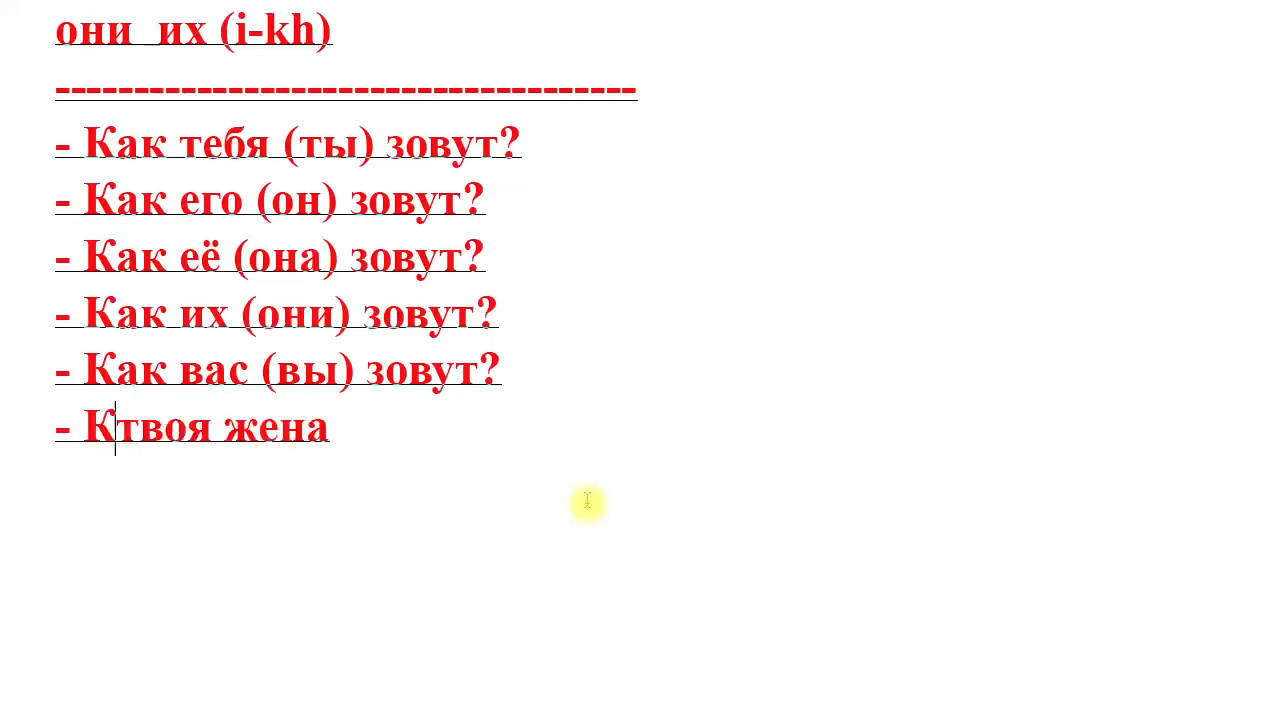 они  их (i-kh)
-------------------------------------
- Как тебя (ты) зовут?
- Как его (он) зовут?
- Как её (она) зовут?
- Как их (они) зовут?
- Как вас (вы) зовут?
- Ктвоя жена